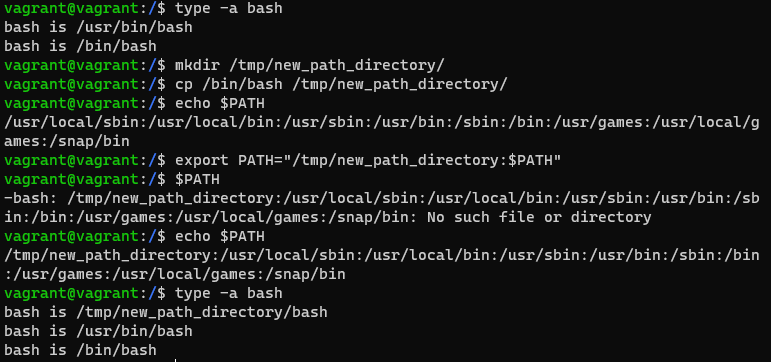 vagrant@vagrant:/$ type -a bash
bash is /usr/bin/bash
bash is /bin/bash
vagrant@vagrant:/$ mkdir /tmp/new_path_directory/
vagrant@vagrant:/$ cp /bin/bash /tmp/new_path_directory/
vagrant@vagrant:/$ echo $PATH
/usr/local/sbin:/usr/local/bin:/usr/sbin:/usr/bin:/sbin:/bin:/usr/games:/usr/local/g
ames:/snap/bin
vagrant@vagrant:/$ export PATH="/tmp/new_path_directory:$PATH"
vagrant@vagrant:/$ $PATH
-bash: /tmp/new_path_directory:/usr/local/sbin:/usr/local/bin:/usr/sbin:/usr/bin:/sb
in:/bin:/usr/games:/usr/local/games:/snap/bin: No such file or directory
vagrant@vagrant:/$ echo $PATH
/tmp/new_path_directory:/usr/local/sbin:/usr/local/bin:/usr/sbin:/usr/bin:/sbin:/bin
:/usr/games:/usr/local/games:/snap/bin
vagrant@vagrant:/$ type -a bash
bash is /tmp/new_path_directory/bash
bash is /usr/bin/bash
bash is /bin/bash